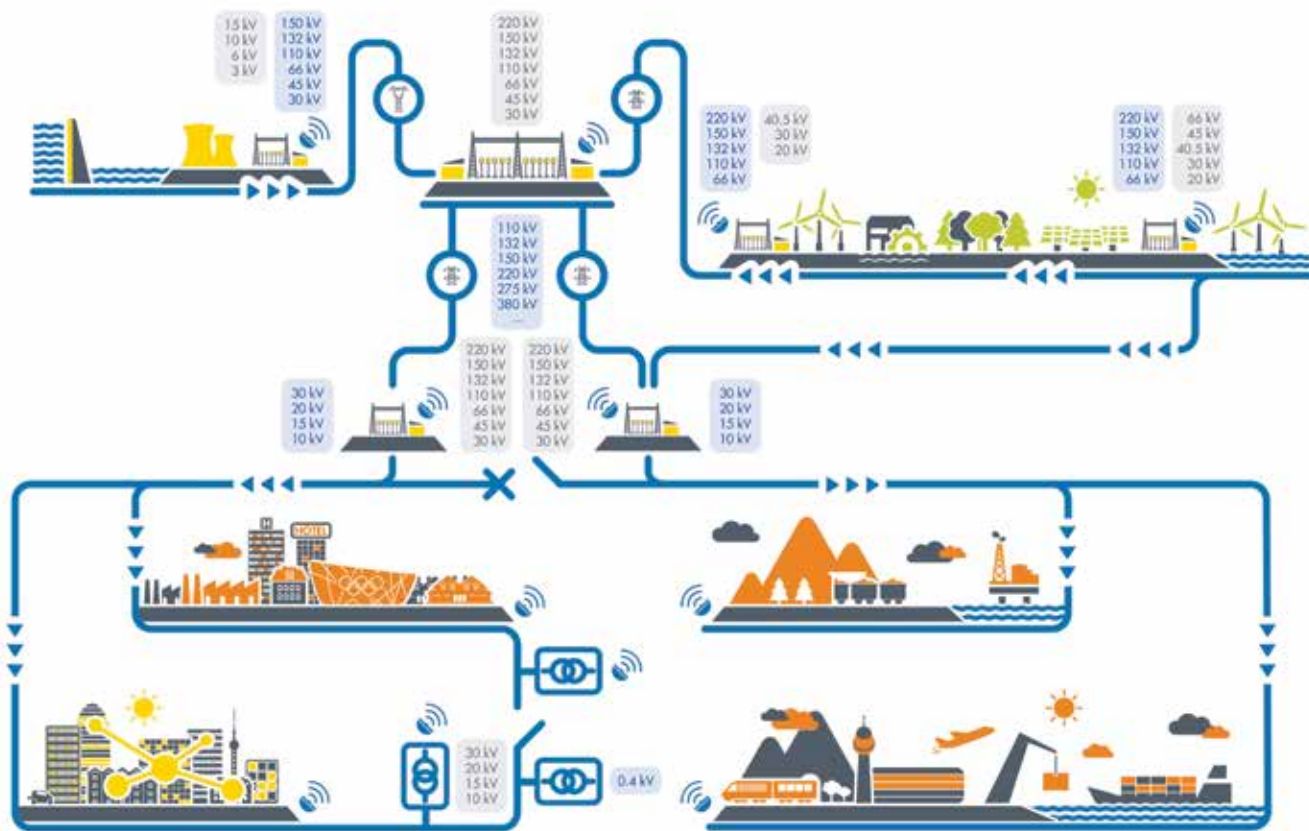 15 kV
10 kV
6 kV
3 kV
150 kV
132 kV
110 kV
66 kV
45 kV
30 kV
220 kV
150 kV
132 kV
110 kV
66 kV
45 kV
30 kV
220 kV
150 kV
132 kV
110 kV
66 kV
40.5 kV
30 kV
20 kV
220 kV
150 kV
132 kV
110 kV
66 kV
66 kV
45 kV
40.5 kV
30 kV
20 kV
110 kV
132 kV
150 kV
220 kV
275 kV
380 kV
....
30 kV
20 kV
15 kV
10 kV
220 kV
150 kV
132 kV
110 kV
66 kV
45 kV
30 kV
220 kV
150 kV
132 kV
110 kV
66 kV
45 kV
30 kV
30 kV
20 kV
15 kV
10 kV
H
HOTEL
30 kV
20 kV
15 kV
10 kV
0.4 kV